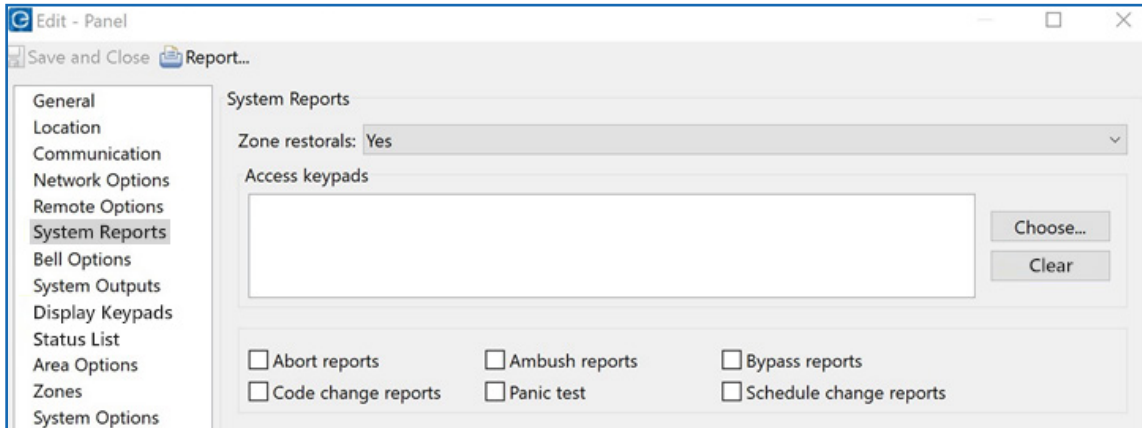 Edit - Panel
Save and Close Report...
General
Location
Communication
Network Options
Remote Options
System Reports
Bell Options
System Outputs
Display Keypads
Status List
Area Options
Zones
System Options
System Reports
Zone restorals: Yes
Access keypads
Choose...
Clear
Abort reports Ambush reports Bypass reports
Code change reports Panic test Schedule change reports